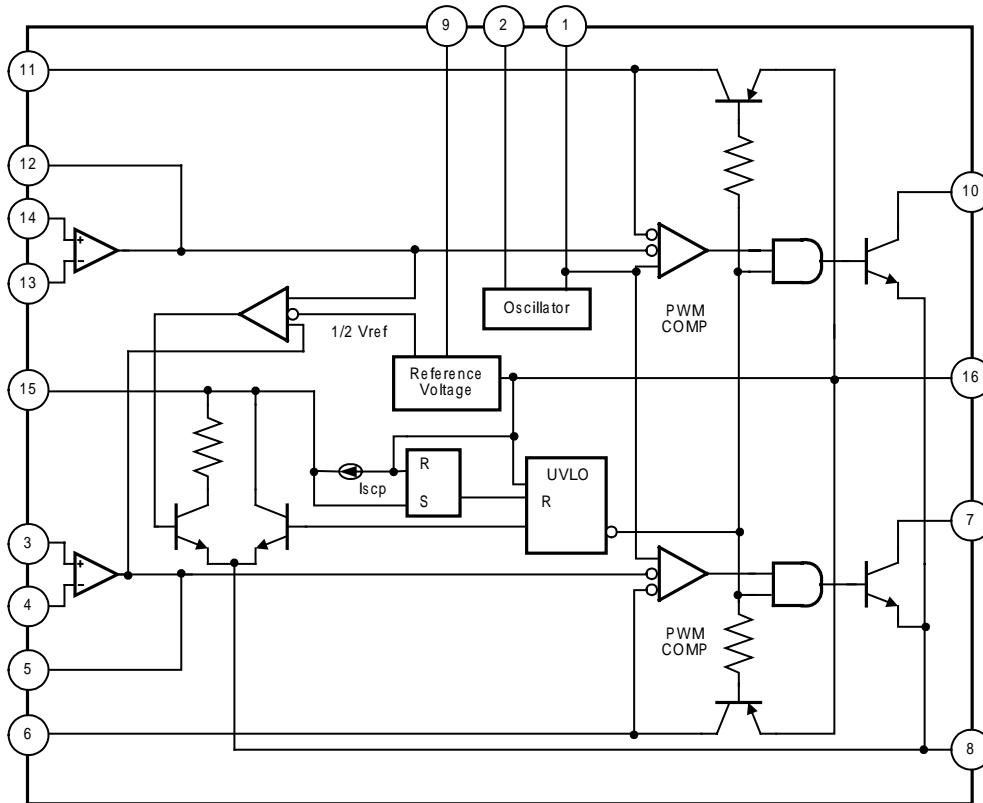 9
2
1
11
12
14
+
−
13
10
Oscillator
PWM
COMP
1/2 Vref
Reference
Voltage
15
16
R
S
Iscp
UVLO
R
3
+
−
4
7
PWM
COMP
5
6
8